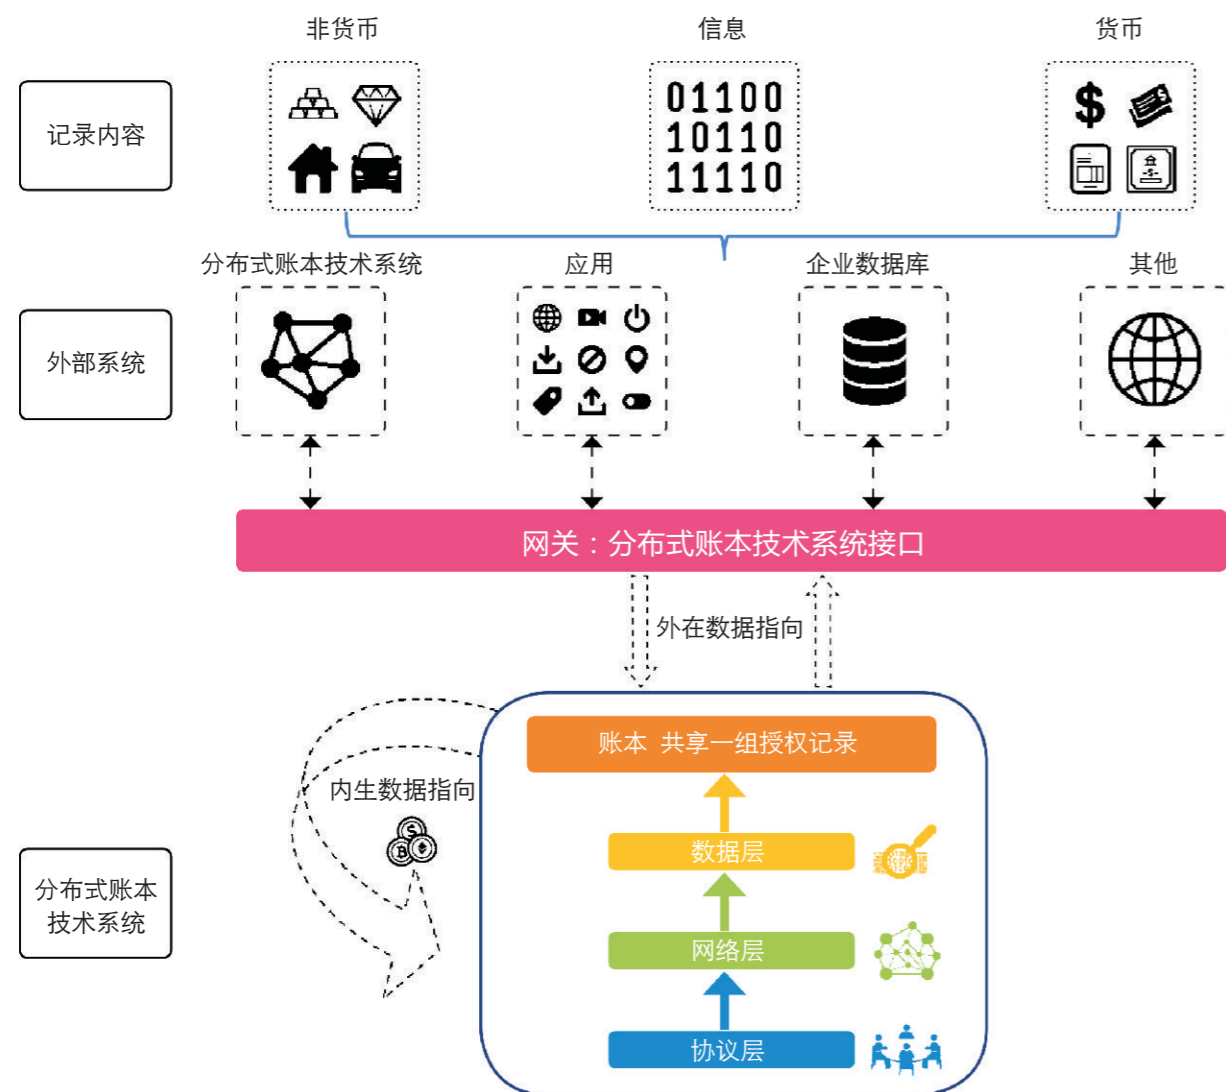 非货币
信息
货币
记录内容
01100
10110
11110
$
分布式账本技术系统
应用
企业数据库
其他
外部系统
网关：分布式账本技术系统接口
外在数据指向
账本 共享一组授权记录
内生数据指向
数据层
分布式账本
技术系统
网络层
协议层